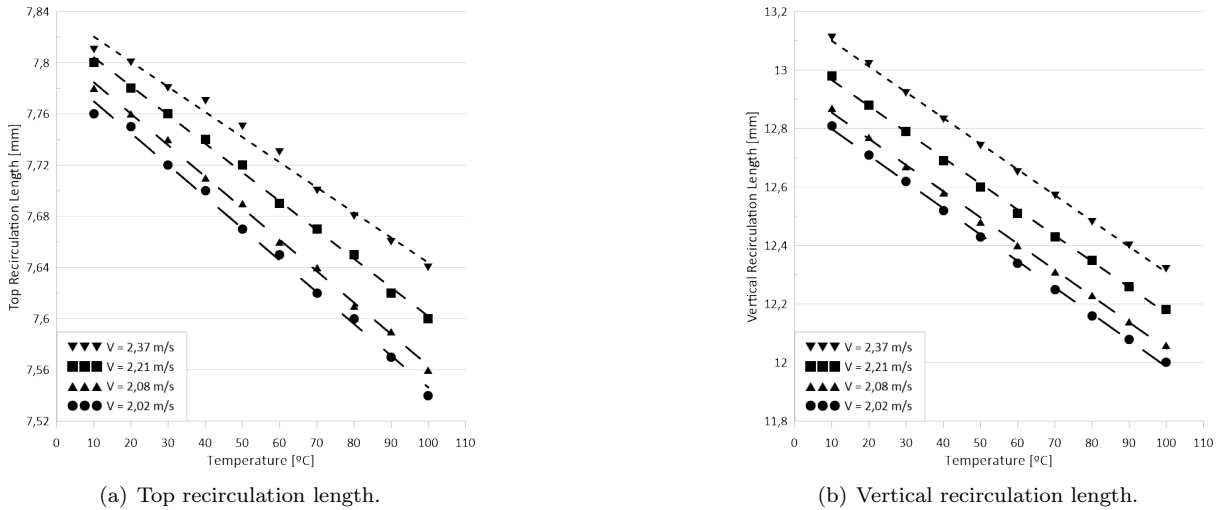 7,84
7,8
7,76
7,72
7,68
7,64
7,6
7,56
7,52
Top Recirculation Length [mm]
V = 2,37 m/s
V = 2,21 m/s
V = 2,08 m/s
V = 2,02 m/s
0 10 20 30 40 50 60 70 80 90 100 110
Temperature [ºC]
(a) Top recirculation length.
13,2
13
12,8
12,6
12,4
12,2
12
11,8
Vertical Recirculation Length [mm]
V = 2,37 m/s
V = 2,21 m/s
V = 2,08 m/s
V = 2,02 m/s
0 10 20 30 40 50 60 70 80 90 100 110
Temperature [ºC]
(b) Vertical recirculation length.